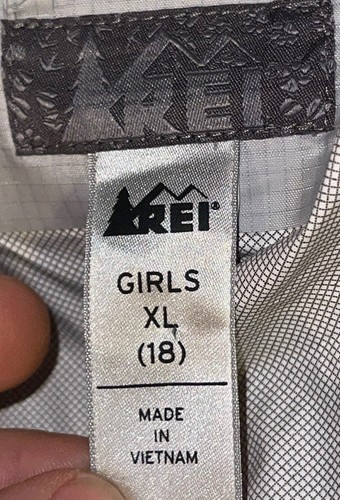 REI
REI®
GIRLS
XL
(18)
MADE
IN
VIETNAM